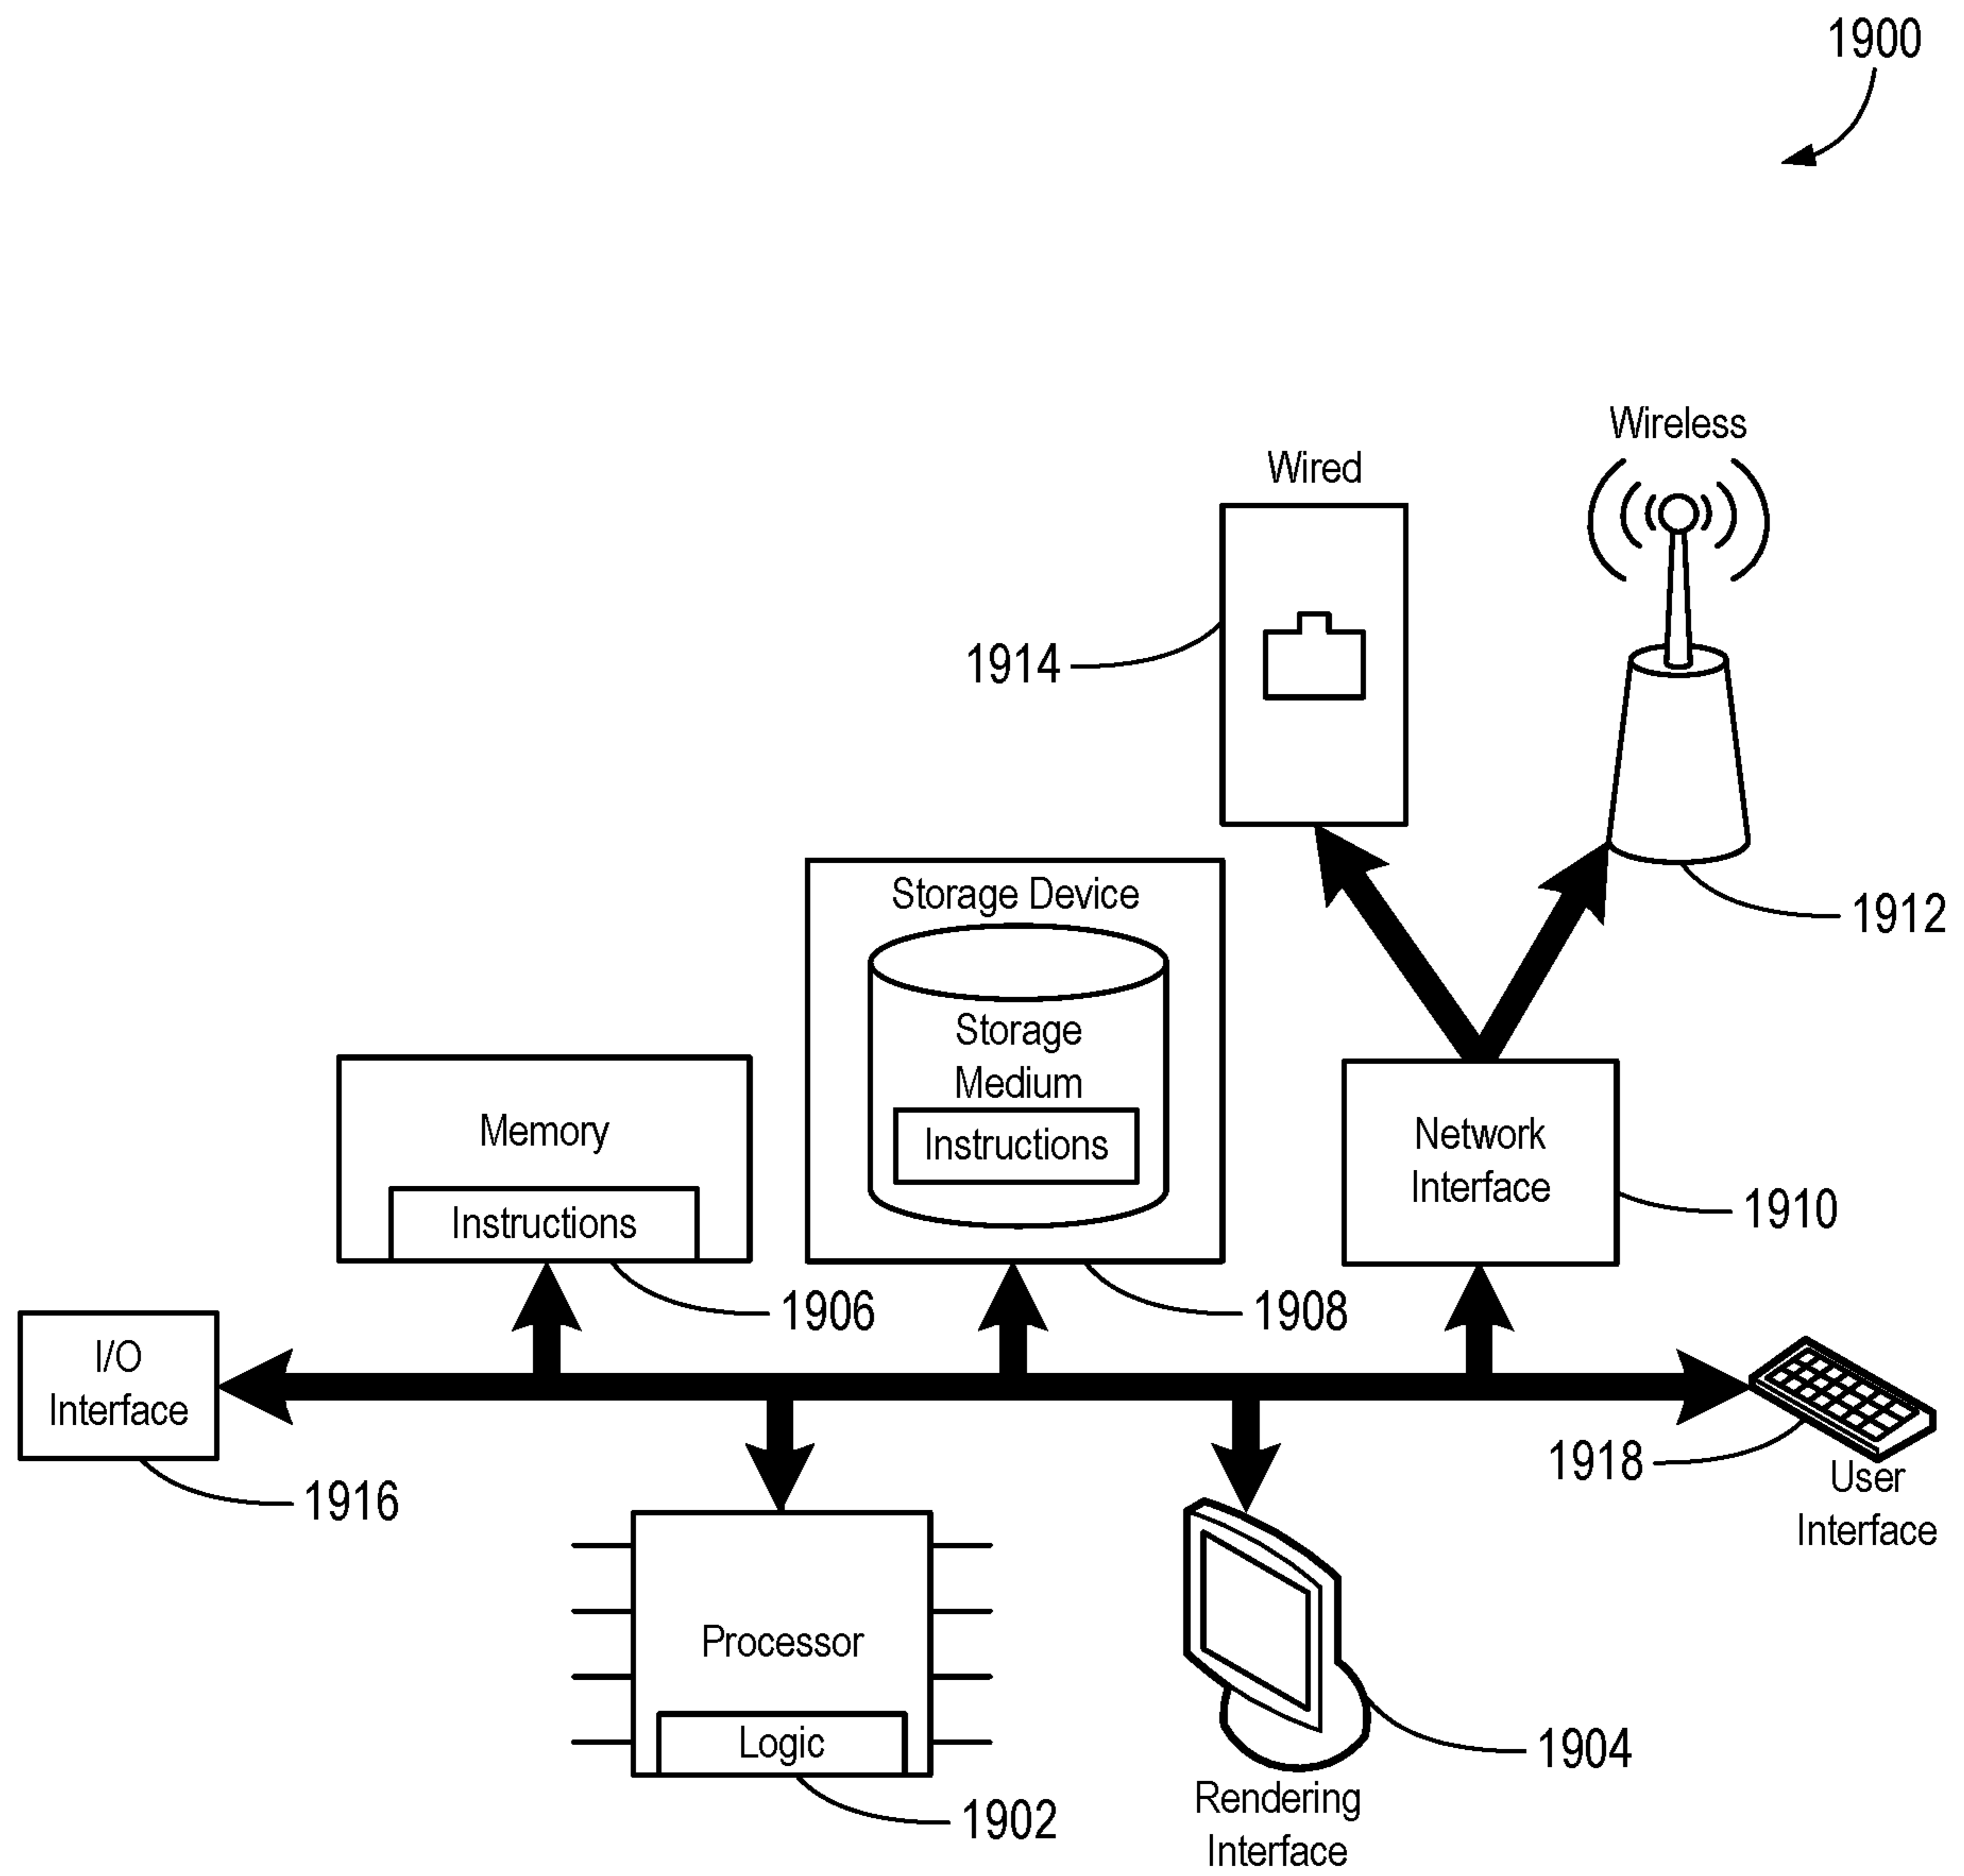 1900
Wireless
Wired
1914
1912
Storage Device
Storage
Medium
Instructions
Memory
Instructions
Network
Interface
1910
1906
1908
I/O
Interface
1916
1918
User
Interface
Processor
Logic
1902
1904
Rendering
Interface